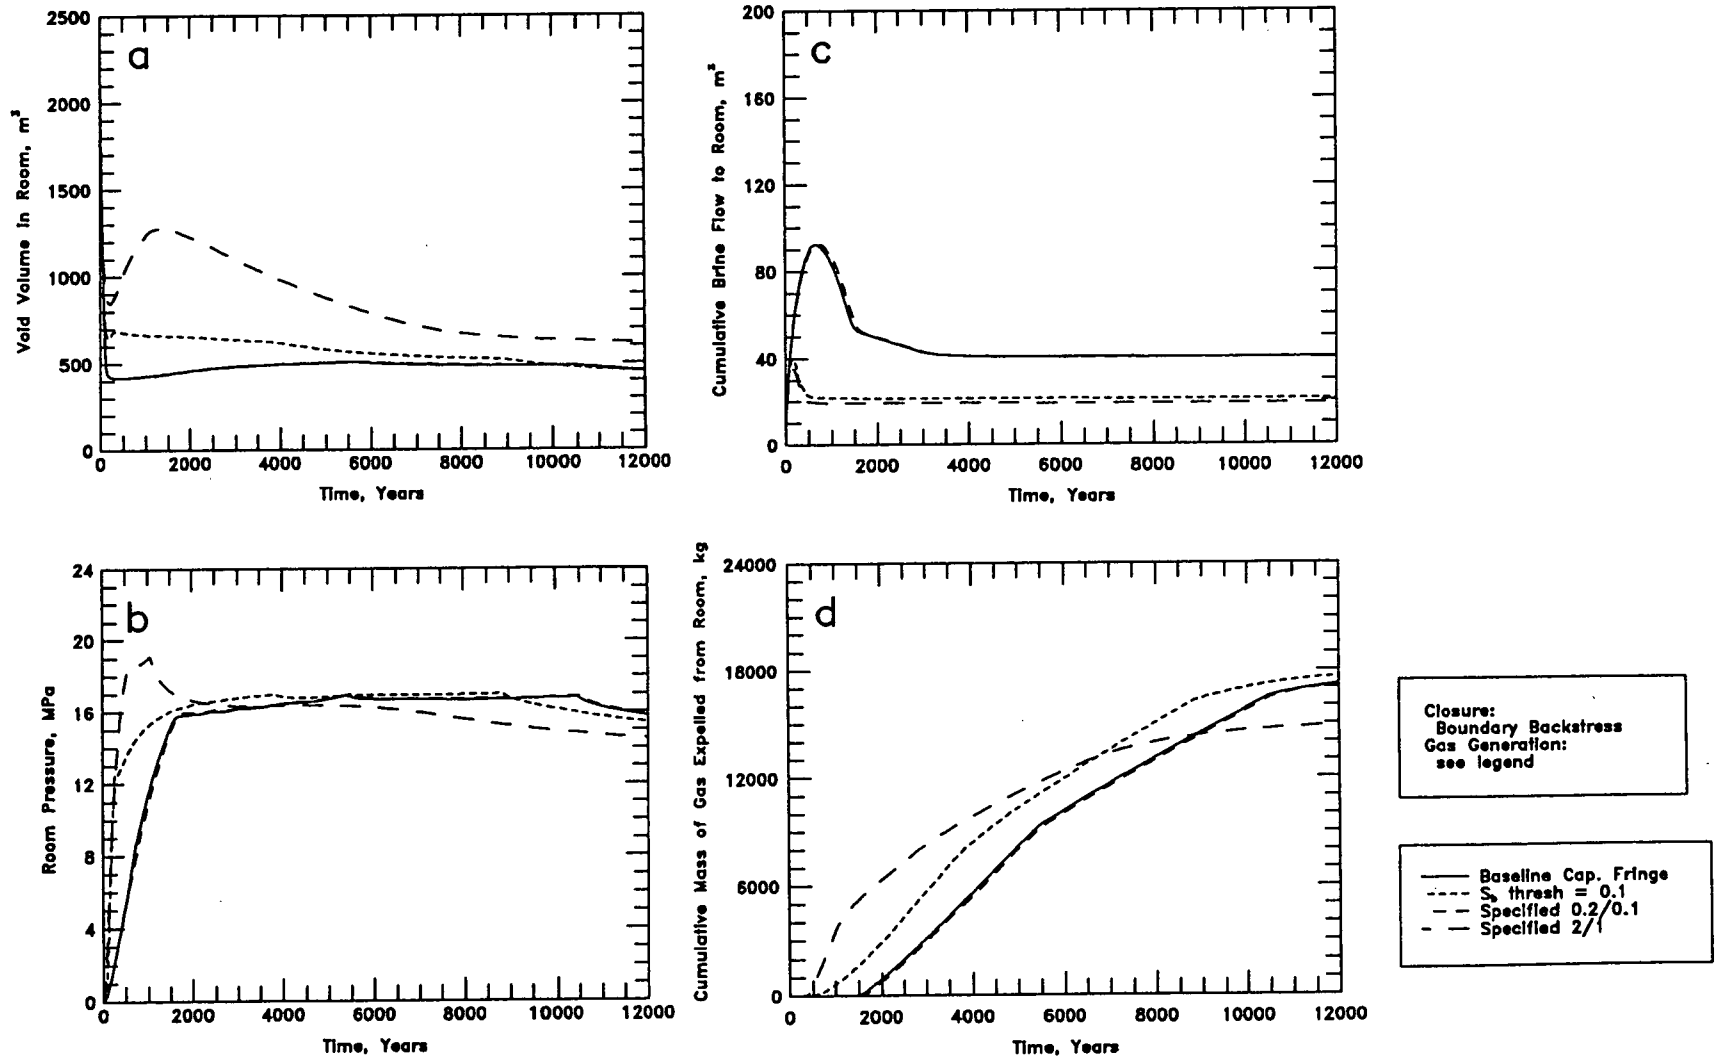 a
Void Volume in Room, m³
2500
2000
1500
1000
500
0
0 2000 4000 6000 8000 10000 12000
Time, Years
c
Cumulative Brine Flow to Room, m³
200
160
120
80
40
0
0 2000 4000 6000 8000 10000 12000
Time, Years
b
Room Pressure, MPa
24
20
16
12
8
4
0
0 2000 4000 6000 8000 10000 12000
Time, Years
d
Cumulative Mass of Gas Expelled from Room, kg
24000
18000
12000
6000
0
0 2000 4000 6000 8000 10000 12000
Time, Years
Closure:
Boundary Backstress
Gas Generation:
see legend
Baseline Cap. Fringe
S_b thresh = 0.1
Specified 0.2/0.1
Specified 2/1